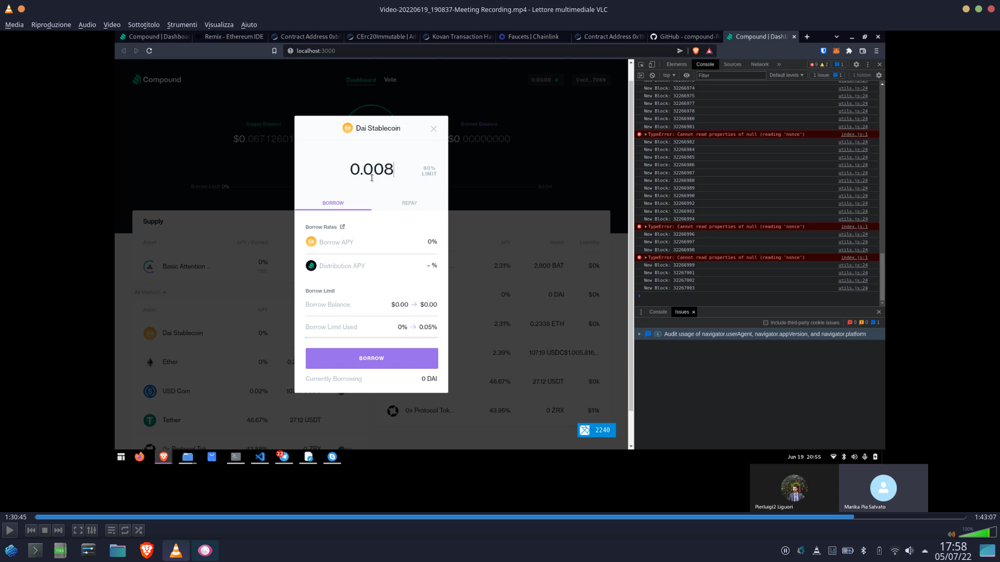 Video-20220619_190837-Meeting Recording.mp4 - Lettore multimediale VLC
Media Riproduzione Audio Video Sottotitolo Strumenti Visualizza Aiuto
Compound | Dashboa Remix - Ethereum IDE Contract Address 0xb9 CErc20Immutable | Ad Kovan Transaction Ha Faucets | Chainlink Contract Address 0x19 GitHub - compound-fi Compound | Dashb
localhost:3000
Compound
Dashboard Vote
0.0000 0xcf...7089
Supply Balance
$0.06712601
Borrow Balance
$0.00000000
Borrow Limit 0%
$0.04
Dai Stablecoin
0.008
80%
LIMIT
BORROW REPAY
Borrow Rates
Borrow APY 0%
Distribution APY – %
Borrow Limit
Borrow Balance $0.00 → $0.00
Borrow Limit Used 0% → 0.05%
BORROW
Currently Borrowing 0 DAI
Supply
Asset APY / Earned
Basic Attention ... 0%
TBD
All Markets
Asset APY
Dai Stablecoin 0%
Ether 0% 0.2
USD Coin 0.02% 107
Tether 46.67% 27.12 USDT
0x Protocol Tok 43.88% 0 ZRX
APY Wallet Liquidity
... 2.31% 2,800 BAT $0k
0% 0 DAI $0k
2.31% 0.2338 ETH $0k
2.39% 107.19 USDC $1,005,816,...
46.67% 27.12 USDT $0k
0x Protocol Tok... 43.95% 0 ZRX $11k
2240
Elements Console Sources Network » 9 2 1
top Filter Default levels 1 Issue: 1 1 hidden
New Block: 32266974 utils.js:24
New Block: 32266975 utils.js:24
New Block: 32266977 utils.js:24
New Block: 32266978 utils.js:24
New Block: 32266980 utils.js:24
New Block: 32266981 utils.js:24
TypeError: Cannot read properties of null (reading 'nonce') index.js:1
New Block: 32266982 utils.js:24
New Block: 32266984 utils.js:24
New Block: 32266985 utils.js:24
New Block: 32266986 utils.js:24
New Block: 32266987 utils.js:24
New Block: 32266988 utils.js:24
New Block: 32266989 utils.js:24
New Block: 32266990 utils.js:24
New Block: 32266992 utils.js:24
New Block: 32266993 utils.js:24
New Block: 32266994 utils.js:24
TypeError: Cannot read properties of null (reading 'nonce') index.js:1
New Block: 32266996 utils.js:24
New Block: 32266997 utils.js:24
New Block: 32266998 utils.js:24
TypeError: Cannot read properties of null (reading 'nonce') index.js:1
New Block: 32266999 utils.js:24
New Block: 32267001 utils.js:24
New Block: 32267002 utils.js:24
New Block: 32267003 utils.js:24
Console Issues
Include third-party cookie issues 0 0 1
1 Audit usage of navigator.userAgent, navigator.appVersion, and navigator.platform
22
Jun 19 20:55
Pierluigi2 Liguori Marika Pia Salvato
1:30:45 1:43:07
100%
nqq
17:58
05/07/22